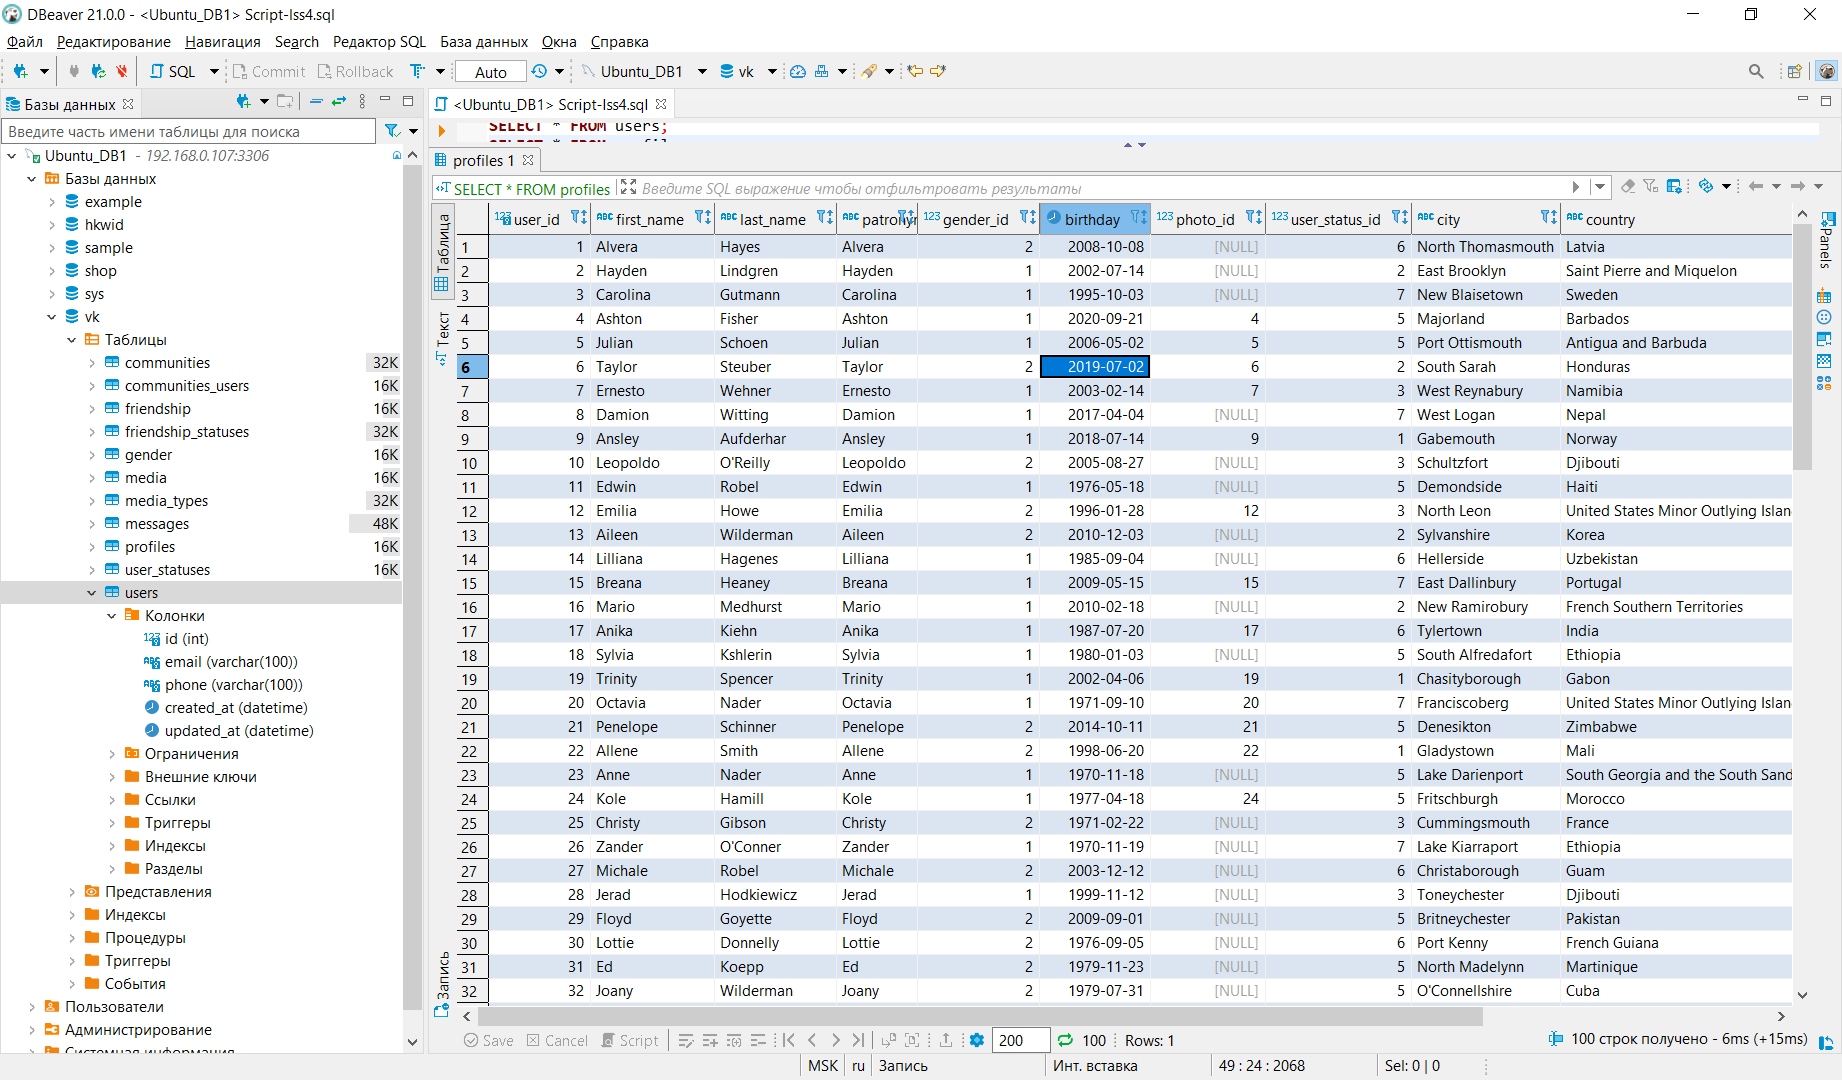 DBeaver 21.0.0 - <Ubuntu_DB1> Script-lss4.sql
Файл Редактирование Навигация Search Редактор SQL База данных Окна Справка
SQL Commit Rollback Auto Ubuntu_DB1 vk
Базы данных
<Ubuntu_DB1> Script-lss4.sql
Введите часть имени таблицы для поиска
SELECT * FROM users;
Ubuntu_DB1 - 192.168.0.107:3306
Базы данных
example
hkwid
sample
shop
sys
vk
Таблицы
communities 32K
communities_users 16K
friendship 16K
friendship_statuses 32K
gender 16K
media 16K
media_types 32K
messages 48K
profiles 16K
user_statuses 16K
users
Колонки
id (int)
email (varchar(100))
phone (varchar(100))
created_at (datetime)
updated_at (datetime)
Ограничения
Внешние ключи
Ссылки
Триггеры
Индексы
Разделы
Представления
Индексы
Процедуры
Триггеры
События
Пользователи
Администрирование
Системная информация
profiles 1
SELECT * FROM profiles Введите SQL выражение чтобы отфильтровать результаты
Таблица
Текст
Запись
Panels
user_id first_name last_name gender_id birthday photo_id user_status_id city country
1 1 Alvera Hayes Alvera 2 2008-10-08 [NULL] 6 North Thomasmouth Latvia
2 2 Hayden Lindgren Hayden 1 2002-07-14 [NULL] 2 East Brooklyn Saint Pierre and Miquelon
3 3 Carolina Gutmann Carolina 1 1995-10-03 [NULL] 7 New Blaisetown Sweden
4 4 Ashton Fisher Ashton 1 2020-09-21 4 5 Majorland Barbados
5 5 Julian Schoen Julian 1 2006-05-02 5 5 Port Ottismouth Antigua and Barbuda
6 6 Taylor Steuber Taylor 2 2019-07-02 6 2 South Sarah Honduras
7 7 Ernesto Wehner Ernesto 1 2003-02-14 7 3 West Reynabury Namibia
8 8 Damion Witting Damion 1 2017-04-04 [NULL] 7 West Logan Nepal
9 9 Ansley Aufderhar Ansley 1 2018-07-14 9 1 Gabemouth Norway
10 10 Leopoldo O'Reilly Leopoldo 2 2005-08-27 [NULL] 3 Schultzfort Djibouti
11 11 Edwin Robel Edwin 1 1976-05-18 [NULL] 5 Demondside Haiti
12 12 Emilia Howe Emilia 2 1996-01-28 12 3 North Leon United States Minor Outlying Islan
13 13 Aileen Wilderman Aileen 2 2010-12-03 [NULL] 2 Sylvanshire Korea
14 14 Lilliana Hagenes Lilliana 1 1985-09-04 [NULL] 6 Hellerside Uzbekistan
15 15 Breana Heaney Breana 1 2009-05-15 15 7 East Dallinbury Portugal
16 16 Mario Medhurst Mario 1 2010-02-18 [NULL] 2 New Ramirobury French Southern Territories
17 17 Anika Kiehn Anika 1 1987-07-20 17 6 Tylertown India
18 18 Sylvia Kshlerin Sylvia 1 1980-01-03 [NULL] 5 South Alfredafort Ethiopia
19 19 Trinity Spencer Trinity 1 2002-04-06 19 1 Chasityborough Gabon
20 20 Octavia Nader Octavia 1 1971-09-10 20 7 Franciscoberg United States Minor Outlying Islan
21 21 Penelope Schinner Penelope 2 2014-10-11 21 5 Denesikton Zimbabwe
22 22 Allene Smith Allene 2 1998-06-20 22 1 Gladystown Mali
23 23 Anne Nader Anne 1 1970-11-18 [NULL] 5 Lake Darienport South Georgia and the South Sand
24 24 Kole Hamill Kole 1 1977-04-18 24 5 Fritschburgh Morocco
25 25 Christy Gibson Christy 2 1971-02-22 [NULL] 3 Cummingsmouth France
26 26 Zander O'Conner Zander 1 1970-11-19 [NULL] 7 Lake Kiarraport Ethiopia
27 27 Michale Robel Michale 2 2003-12-12 [NULL] 6 Christaborough Guam
28 28 Jerad Hodkiewicz Jerad 1 1999-11-12 [NULL] 3 Toneychester Djibouti
29 29 Floyd Goyette Floyd 2 2009-09-01 [NULL] 5 Britneychester Pakistan
30 30 Lottie Donnelly Lottie 2 1976-09-05 [NULL] 6 Port Kenny French Guiana
31 31 Ed Koepp Ed 2 1979-11-23 [NULL] 5 North Madelynn Martinique
32 32 Joany Wilderman Joany 2 1979-07-31 [NULL] 5 O'Connellshire Cuba
Save Cancel Script 200 100 Rows: 1 100 строк получено - 6ms (+15ms)
MSK ru Запись Инт. вставка 49 : 24 : 2068 Sel: 0 | 0